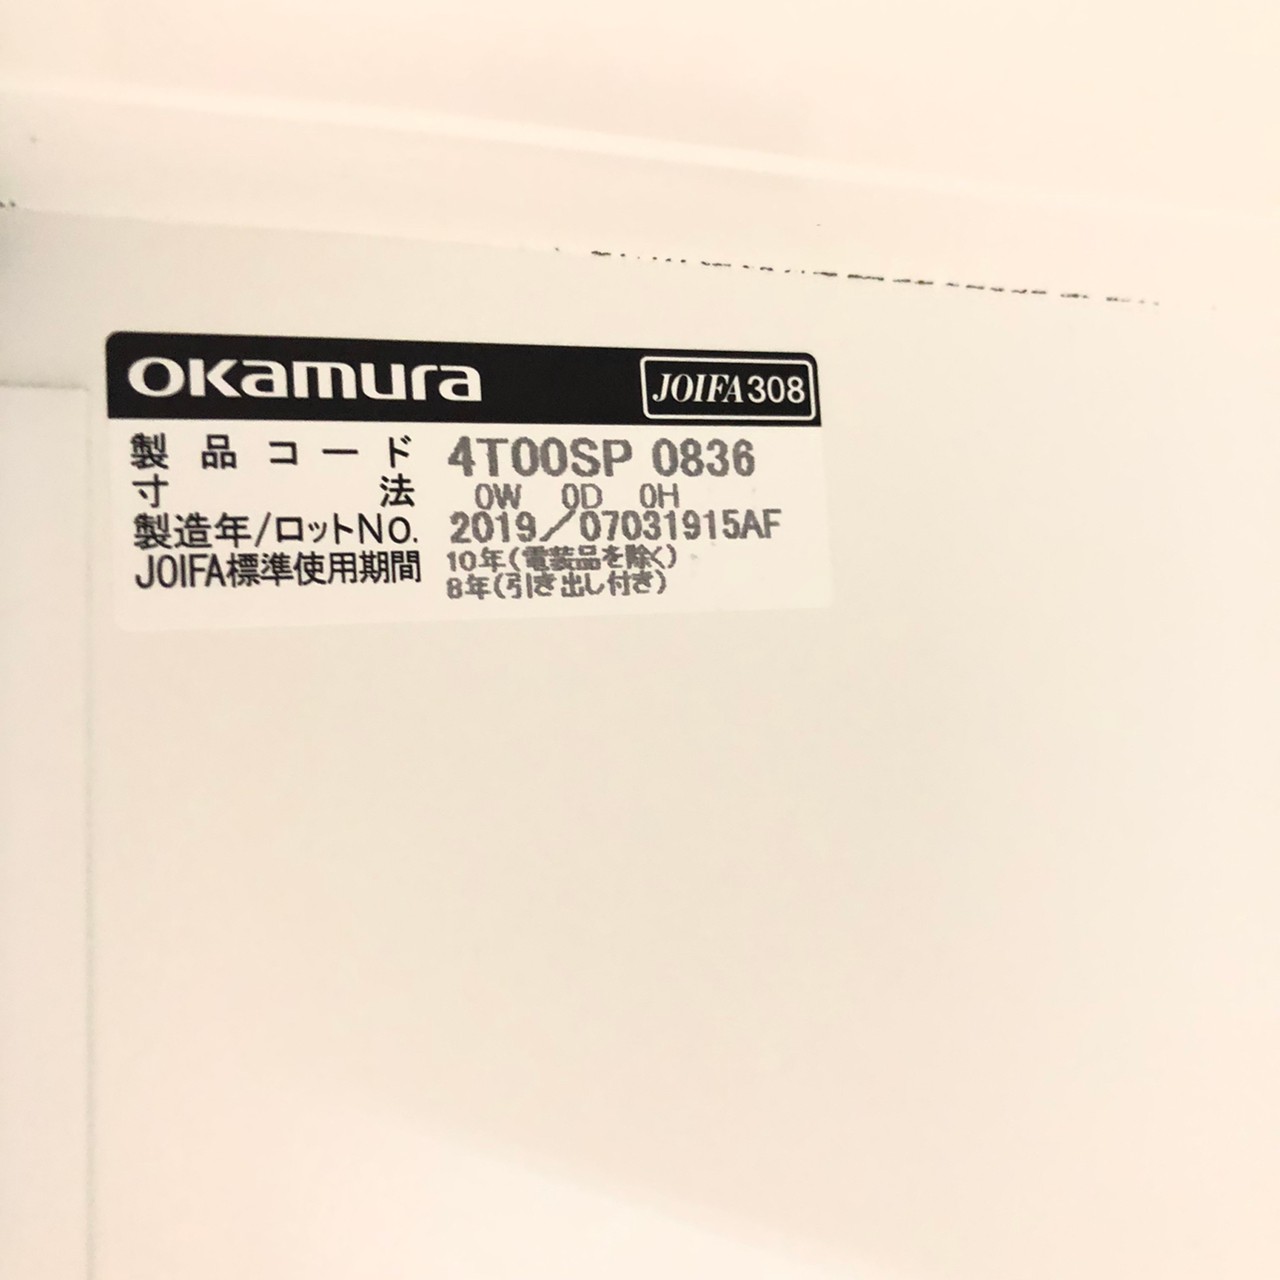 OKAMURA JOIFA308
製品コード 4T00SP 0836
寸法 0W 0D 0H
製造年/ロットNo. 2019/07031915AF
JOIFA標準使用期間 10年(電装品を除く)
8年(引き出し付き)